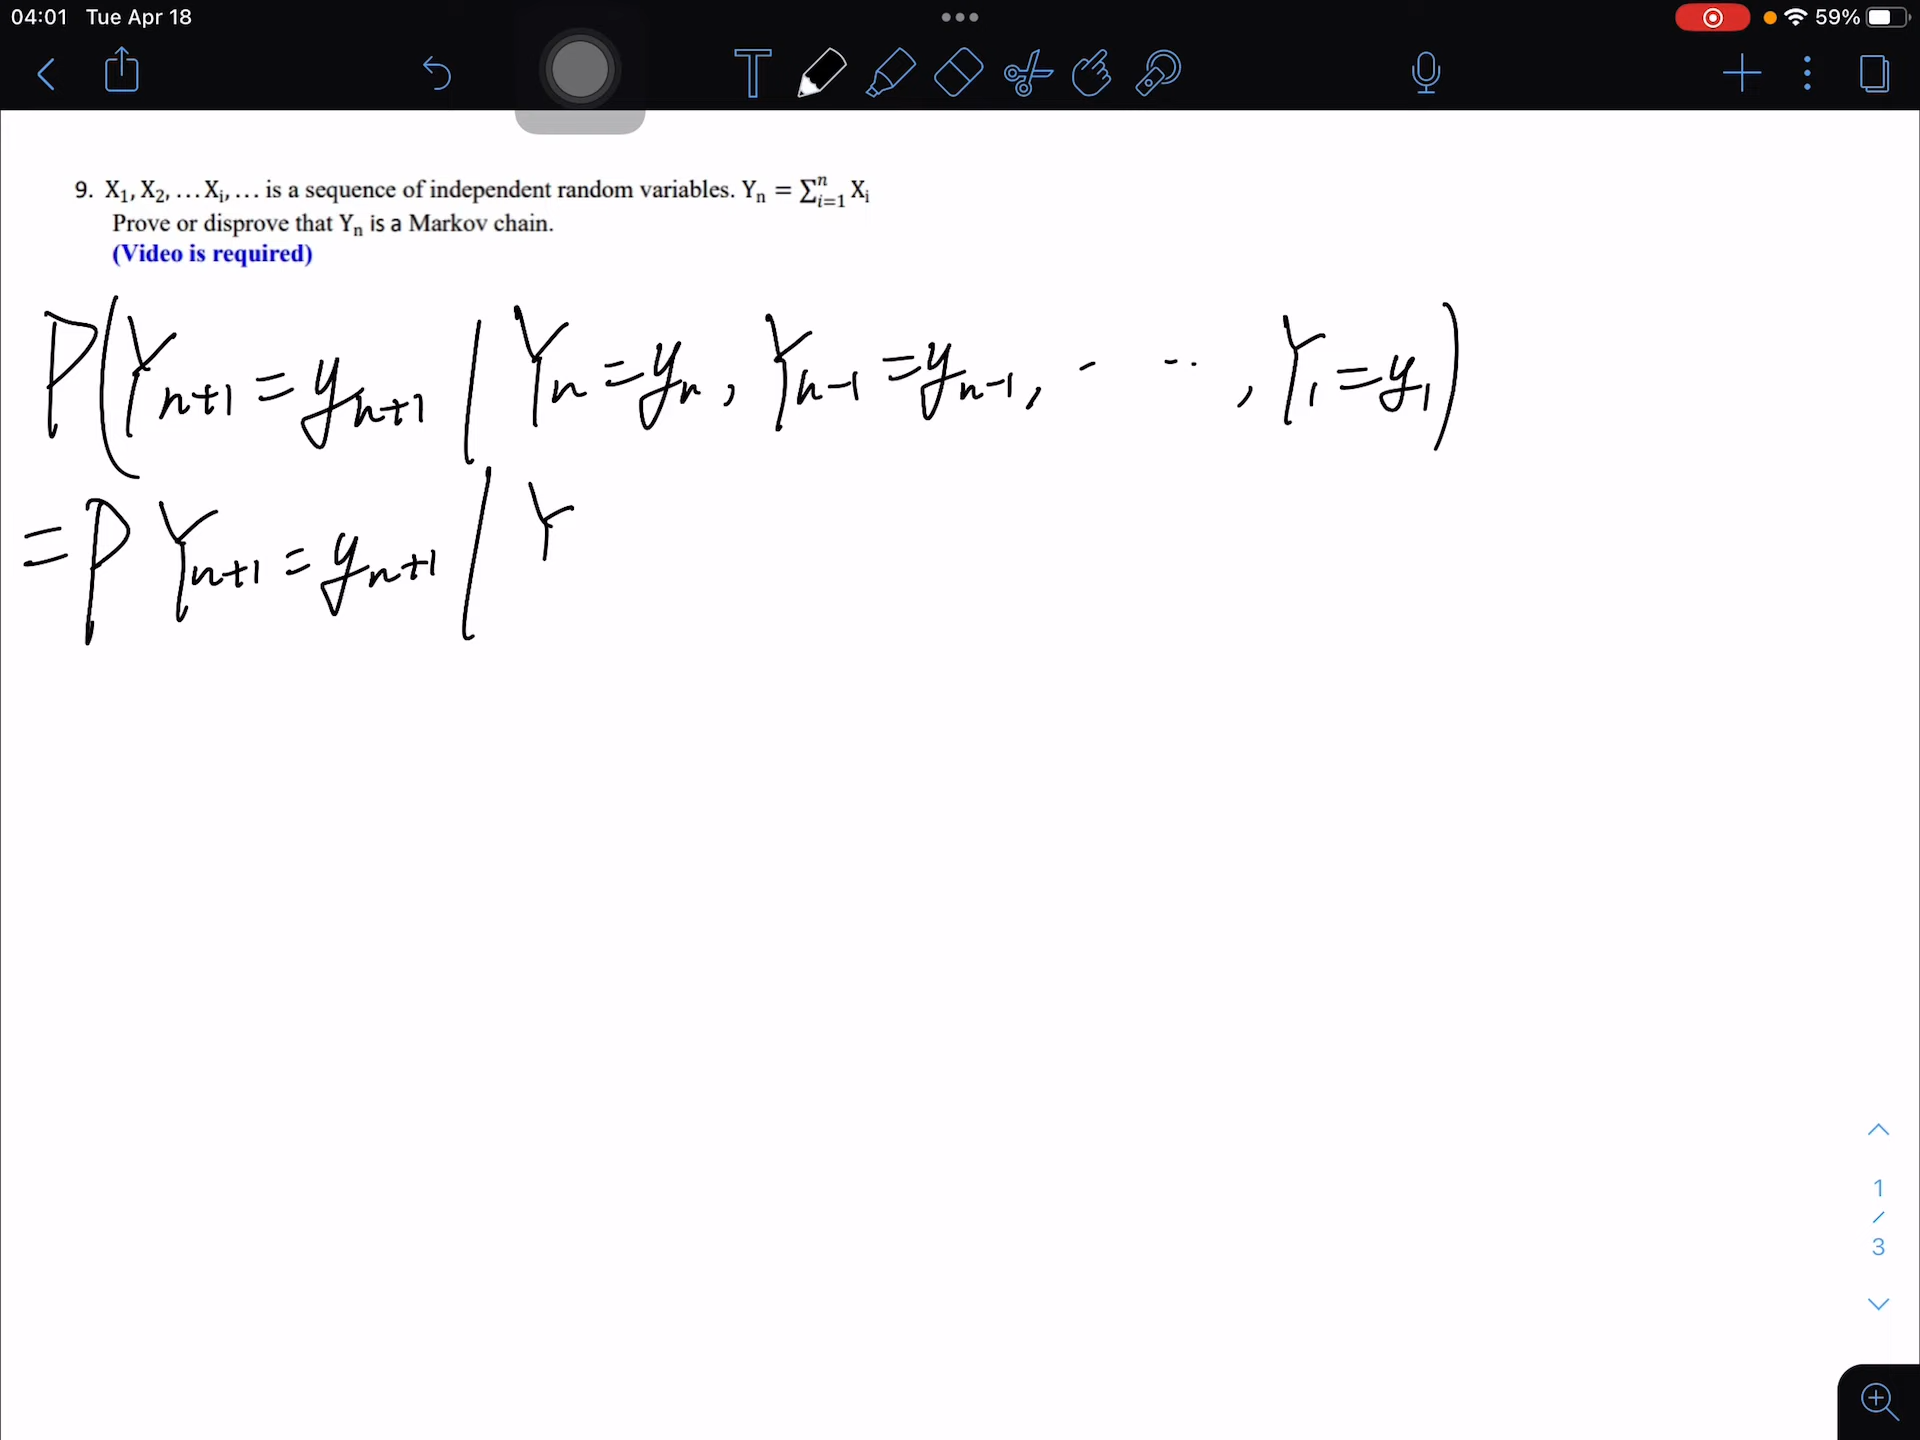 04:01 Tue Apr 18
59%
T
9. X₁, X₂, …Xᵢ, … is a sequence of independent random variables. Yₙ = ∑ⁿᵢ₌₁ Xᵢ
Prove or disprove that Yₙ is a Markov chain.
(Video is required)
P(Yₙ₊₁ = yₙ₊₁ | Yₙ = yₙ, Yₙ₋₁ = yₙ₋₁, - - ·, Y₁ = y₁)
= P Yₙ₊₁ = yₙ₊₁ | Y
1
/
3